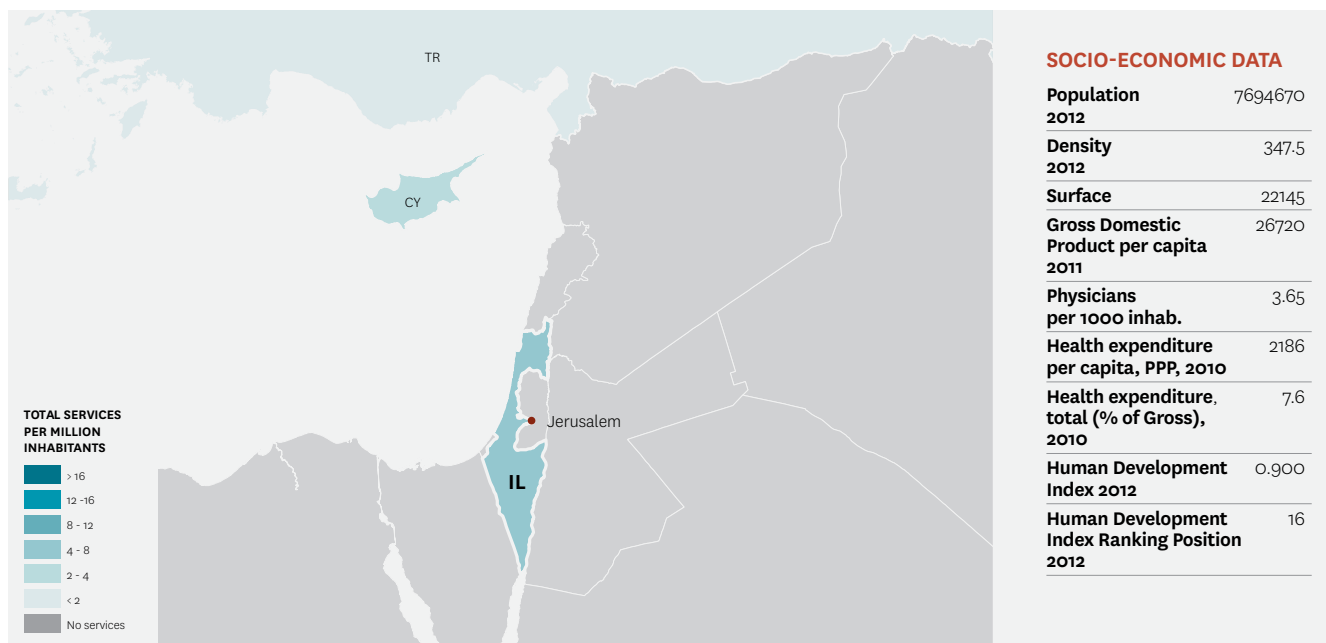 TR
CY
Jerusalem
IL
TOTAL SERVICES
PER MILLION
INHABITANTS
> 16
12 -16
8 - 12
4 - 8
2 - 4
< 2
No services
SOCIO-ECONOMIC DATA
Population 7694670
2012
Density 347.5
2012
Surface 22145
Gross Domestic 26720
Product per capita
2011
Physicians 3.65
per 1000 inhab.
Health expenditure 2186
per capita, PPP, 2010
Health expenditure, 7.6
total (% of Gross),
2010
Human Development 0.900
Index 2012
Human Development 16
Index Ranking Position
2012